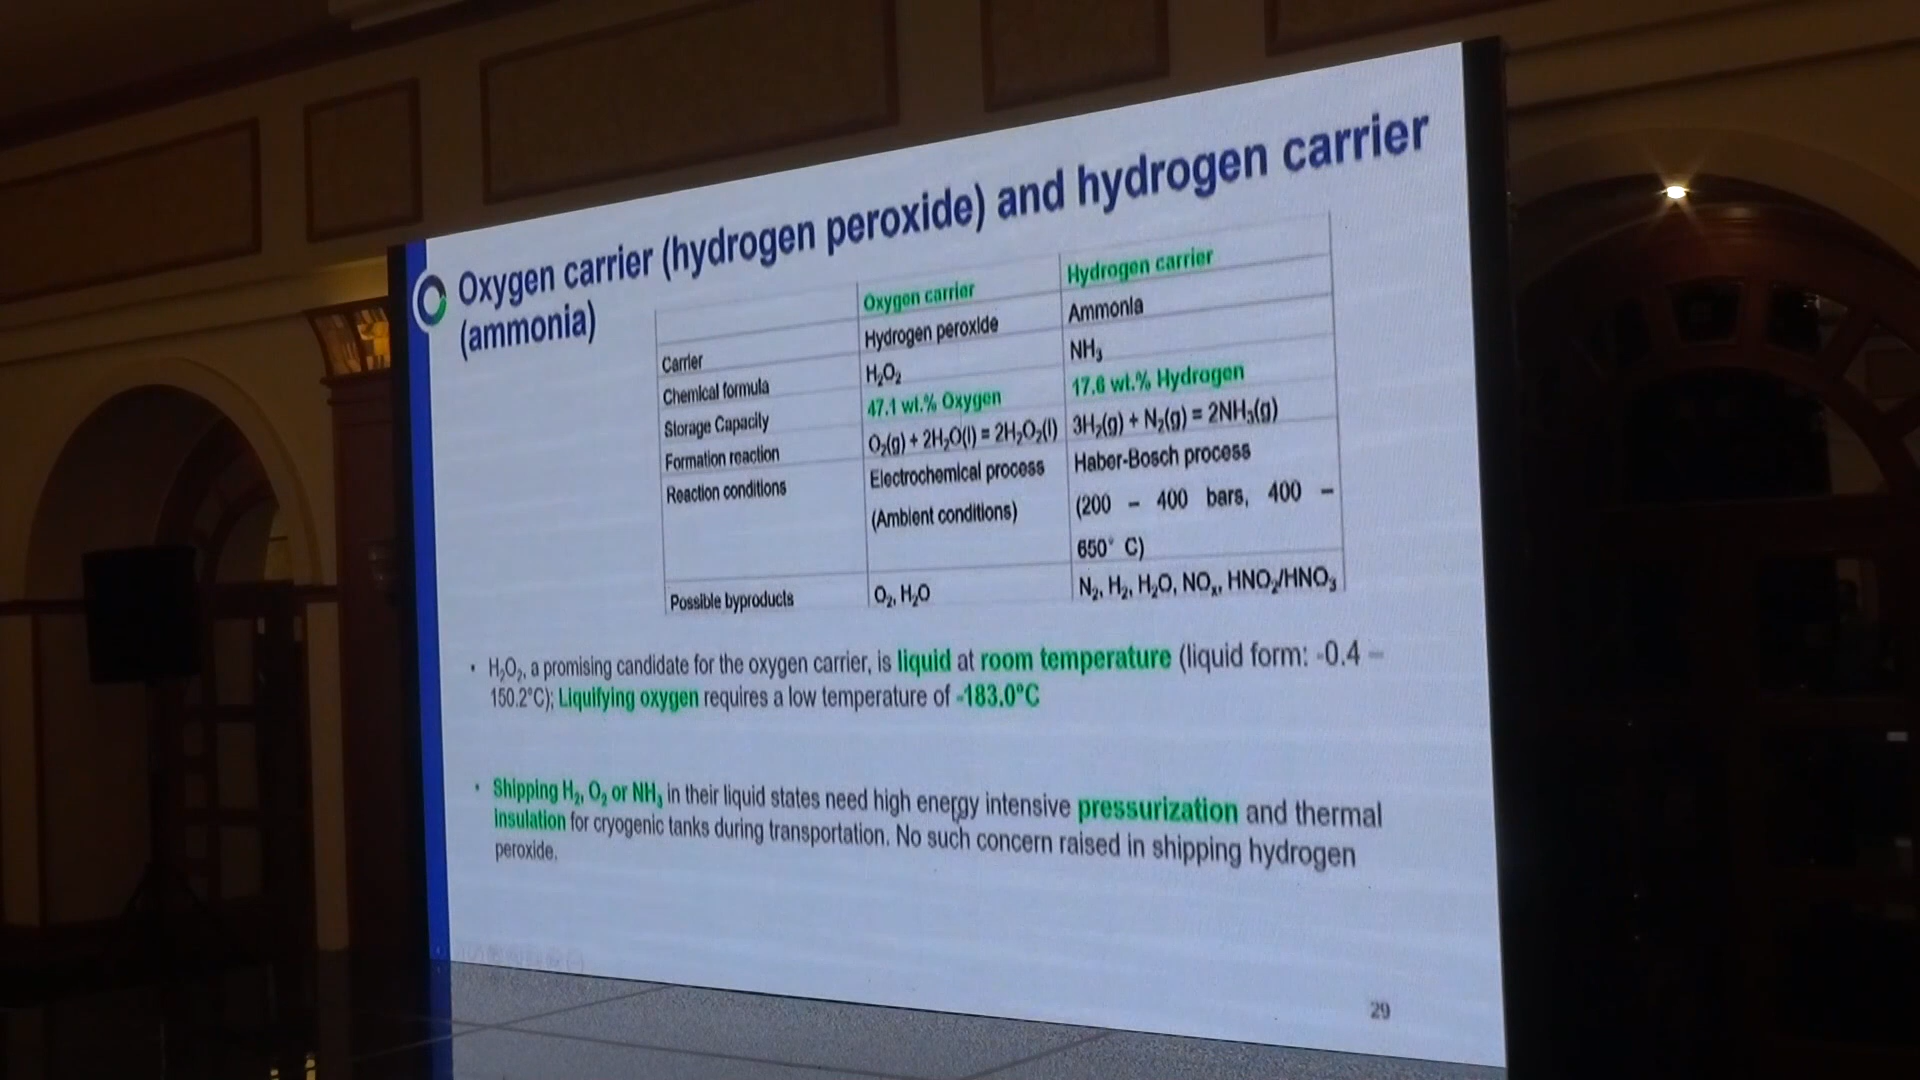 Oxygen carrier (hydrogen peroxide) and hydrogen carrier
(ammonia)
Oxygen carrier Hydrogen carrier
Carrier Hydrogen peroxide Ammonia
Chemical formula H₂O₂ NH₃
Storage Capacity 47.1 wt.% Oxygen 17.6 wt.% Hydrogen
Formation reaction O₂(g) + 2H₂O(l) = 2H₂O₂(l) 3H₂(g) + N₂(g) = 2NH₃(g)
Reaction conditions Electrochemical process Haber-Bosch process
(Ambient conditions) (200 – 400 bars, 400 –
650° C)
Possible byproducts O₂, H₂O N₂, H₂, H₂O, NOₓ, HNO₂/HNO₃
• H₂O₂, a promising candidate for the oxygen carrier, is liquid at room temperature (liquid form: -0.4 –
150.2°C); Liquifying oxygen requires a low temperature of -183.0°C
• Shipping H₂, O₂ or NH₃ in their liquid states need high energy intensive pressurization and thermal
insulation for cryogenic tanks during transportation. No such concern raised in shipping hydrogen
peroxide.
29